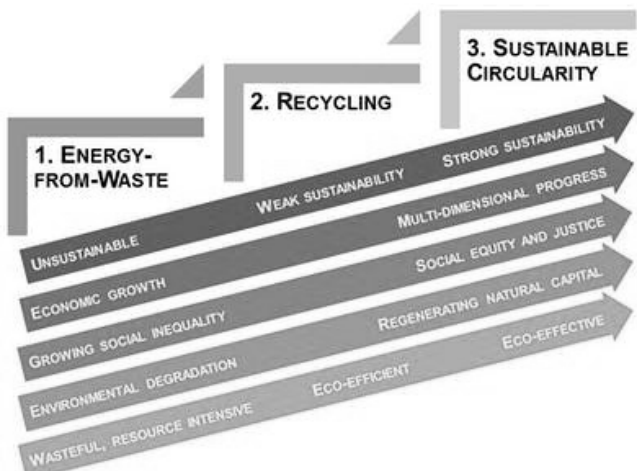 3. SUSTAINABLE
CIRCULARITY
2. RECYCLING
1. ENERGY-
FROM-WASTE
UNSUSTAINABLE WEAK SUSTAINABILITY STRONG SUSTAINABILITY
ECONOMIC GROWTH MULTI-DIMENSIONAL PROGRESS
GROWING SOCIAL INEQUALITY SOCIAL EQUITY AND JUSTICE
ENVIRONMENTAL DEGRADATION REGENERATING NATURAL CAPITAL
WASTEFUL, RESOURCE INTENSIVE ECO-EFFICIENT ECO-EFFECTIVE